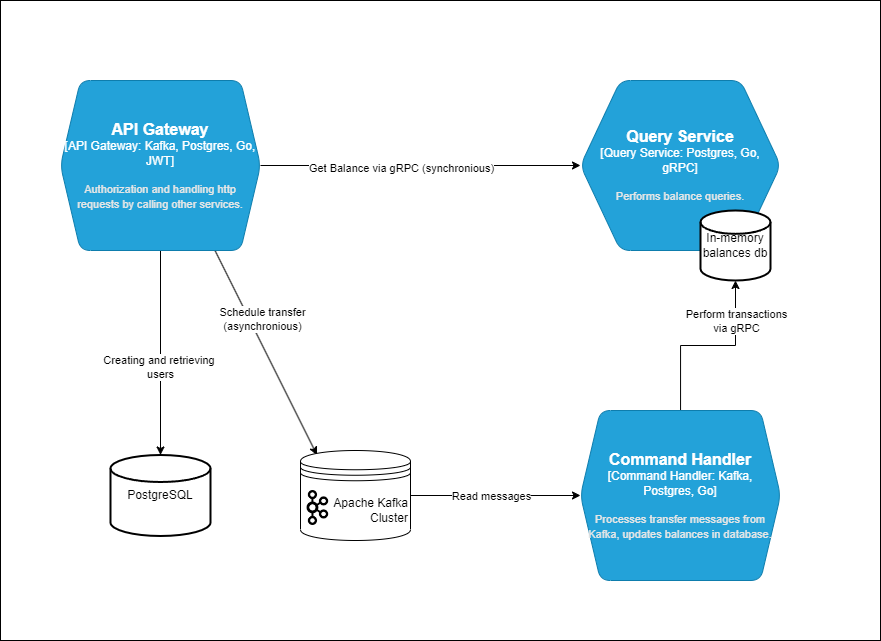 API Gateway
[API Gateway: Kafka, Postgres, Go,
JWT]
Authorization and handling http
requests by calling other services.
Get Balance via gRPC (synchronious)
Query Service
[Query Service: Postgres, Go,
gRPC]
Performs balance queries.
In-memory
balances db
Schedule transfer
(asynchronious)
Perform transactions
via gRPC
Creating and retrieving
users
PostgreSQL
Apache Kafka
Cluster
Read messages
Command Handler
[Command Handler: Kafka,
Postgres, Go]
Processes transfer messages from
Kafka, updates balances in database.